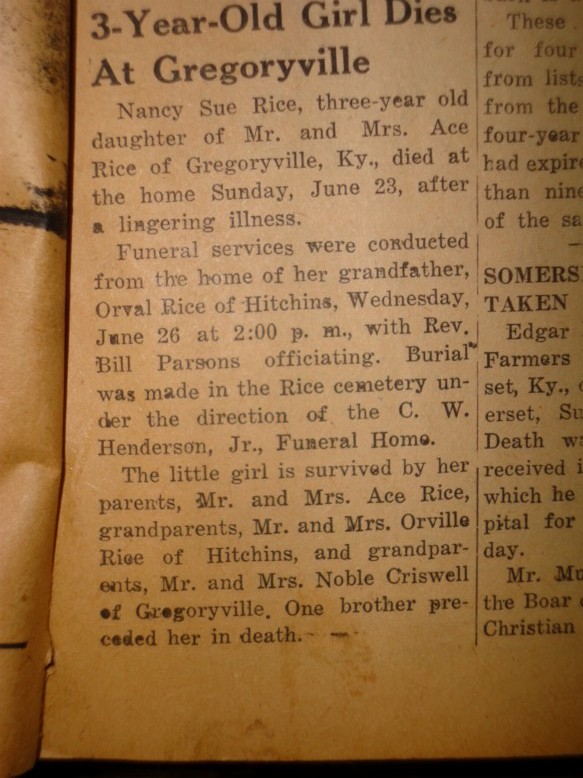 3-Year-Old Girl Dies
At Gregoryville
Nancy Sue Rice, three-year old
daughter of Mr. and Mrs. Ace
Rice of Gregoryville, Ky., died at
the home Sunday, June 23, after
a lingering illness.
Funeral services were conducted
from the home of her grandfather,
Orval Rice of Hitchins, Wednesday,
June 26 at 2:00 p. m., with Rev.
Bill Parsons officiating. Burial
was made in the Rice cemetery un-
der the direction of the C. W.
Henderson, Jr., Funeral Home.
The little girl is survived by her
parents, Mr. and Mrs. Ace Rice,
grandparents, Mr. and Mrs. Orville
Rice of Hitchins, and grandpar-
ents, Mr. and Mrs. Noble Criswell
of Gregoryville. One brother pre-
ceded her in death.
These
for four
from lists
from the
four-year
had expire
than nine
of the sa
SOMERS
TAKEN
Edgar
Farmers
set, Ky.,
erset, Su
Death wa
received i
which he
pital for
day.
Mr. Mu
the Boar
Christian